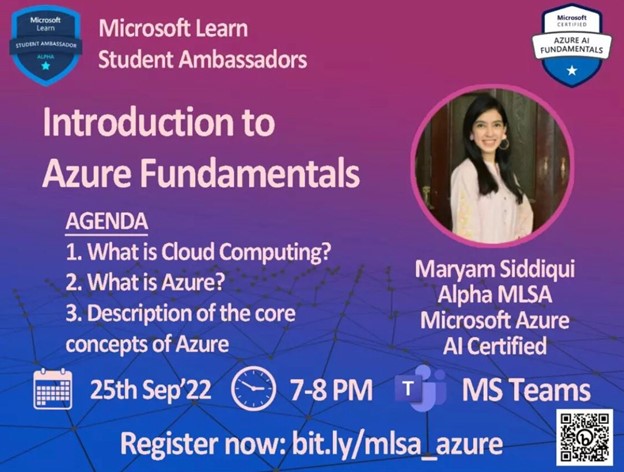 Microsoft
Learn
STUDENT AMBASSADOR
ALPHA
Microsoft Learn
Student Ambassadors
Microsoft
CERTIFIED
AZURE AI
FUNDAMENTALS
Introduction to
Azure Fundamentals
AGENDA
1. What is Cloud Computing?
2. What is Azure?
3. Description of the core
concepts of Azure
Maryam Siddiqui
Alpha MLSA
Microsoft Azure
AI Certified
25th Sep'22
7-8 PM
T
MS Teams
Register now: bit.ly/mlsa_azure